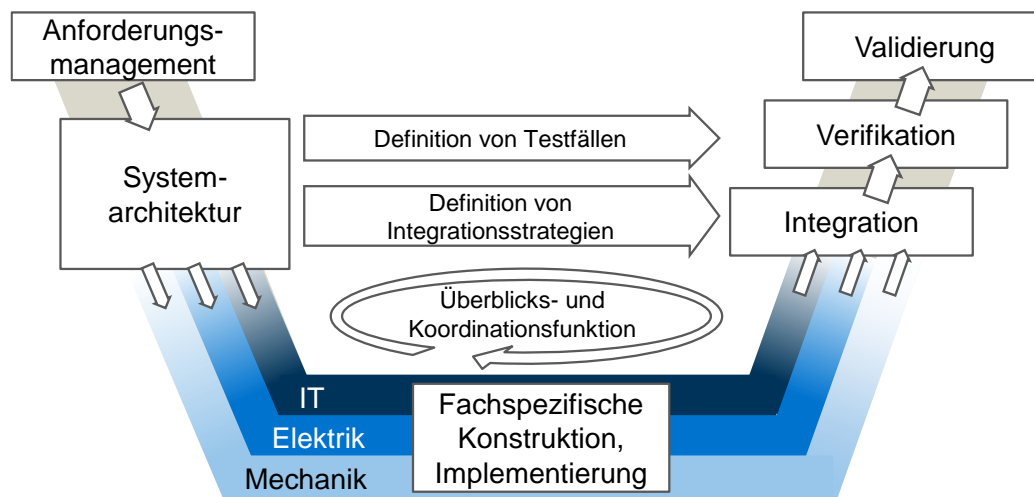 Anforderungs-
management
Validierung
Definition von Testfällen
Verifikation
System-
architektur
Definition von
Integrationsstrategien
Integration
Überblicks- und
Koordinationsfunktion
IT
Elektrik
Mechanik
Fachspezifische
Konstruktion,
Implementierung